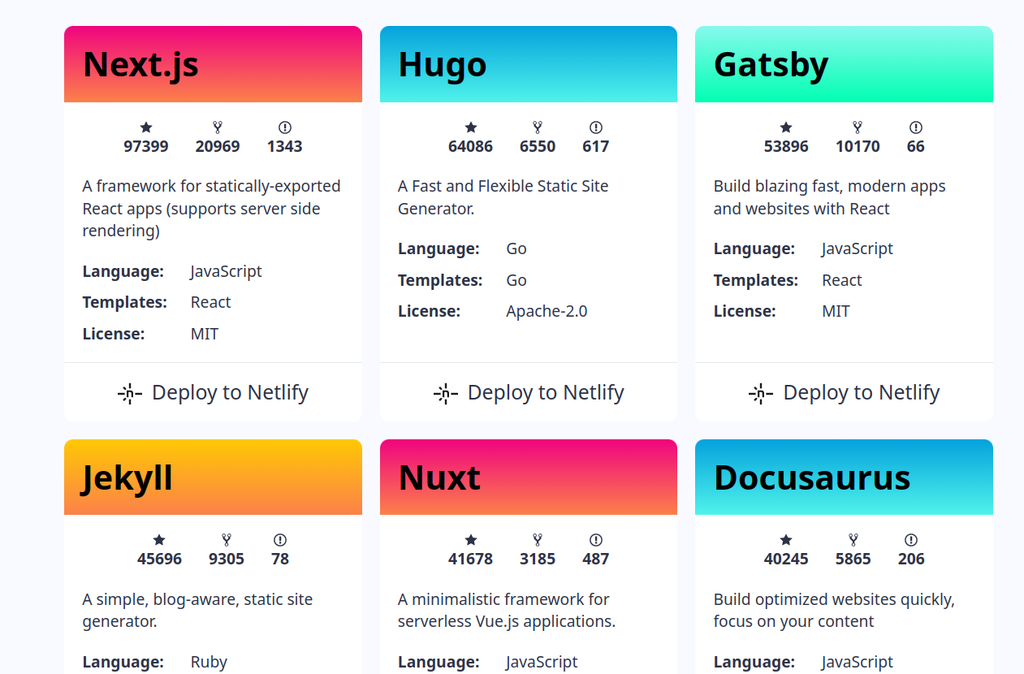 Next.js
97399 20969 1343
A framework for statically-exported
React apps (supports server side
rendering)
Language: JavaScript
Templates: React
License: MIT
Deploy to Netlify
Hugo
64086 6550 617
A Fast and Flexible Static Site
Generator.
Language: Go
Templates: Go
License: Apache-2.0
Deploy to Netlify
Gatsby
53896 10170 66
Build blazing fast, modern apps
and websites with React
Language: JavaScript
Templates: React
License: MIT
Deploy to Netlify
Jekyll
45696 9305 78
A simple, blog-aware, static site
generator.
Language: Ruby
Nuxt
41678 3185 487
A minimalistic framework for
serverless Vue.js applications.
Language: JavaScript
Docusaurus
40245 5865 206
Build optimized websites quickly,
focus on your content
Language: JavaScript